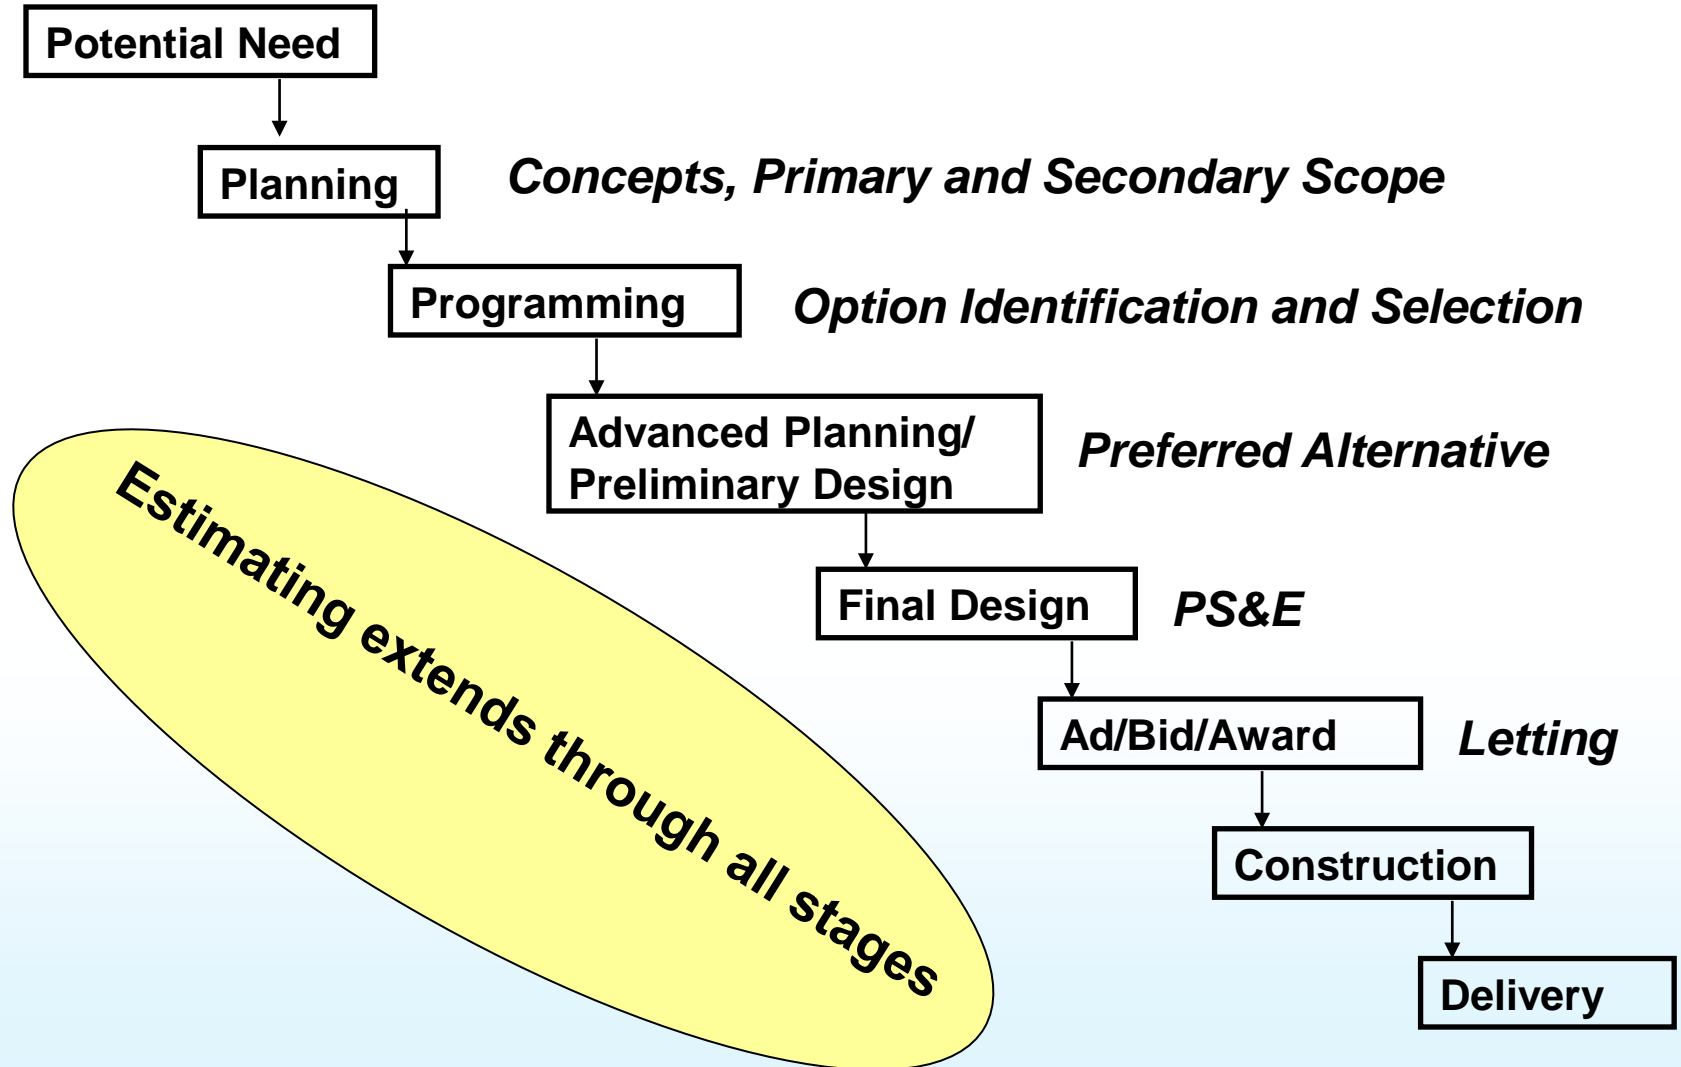 Potential Need
Planning
Concepts, Primary and Secondary Scope
Programming
Option Identification and Selection
Advanced Planning/
Preliminary Design
Preferred Alternative
Estimating extends through all stages
Final Design
PS&E
Ad/Bid/Award
Letting
Construction
Delivery